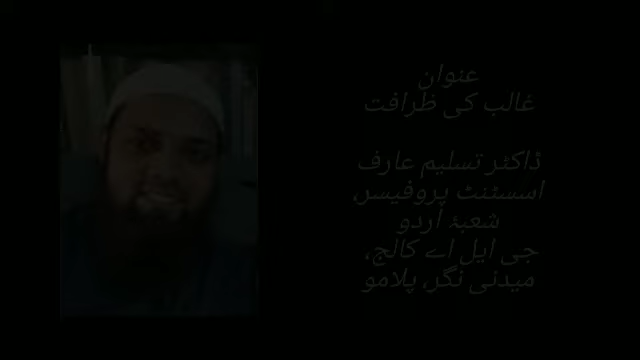 عنوان
غالب کی ظرافت
ڈاکٹر تسلیم عارف
اسسٹنٹ پروفیسر،
شعبۂ اردو
جی ایل اے کالج،
میدنی نگر، پلامو